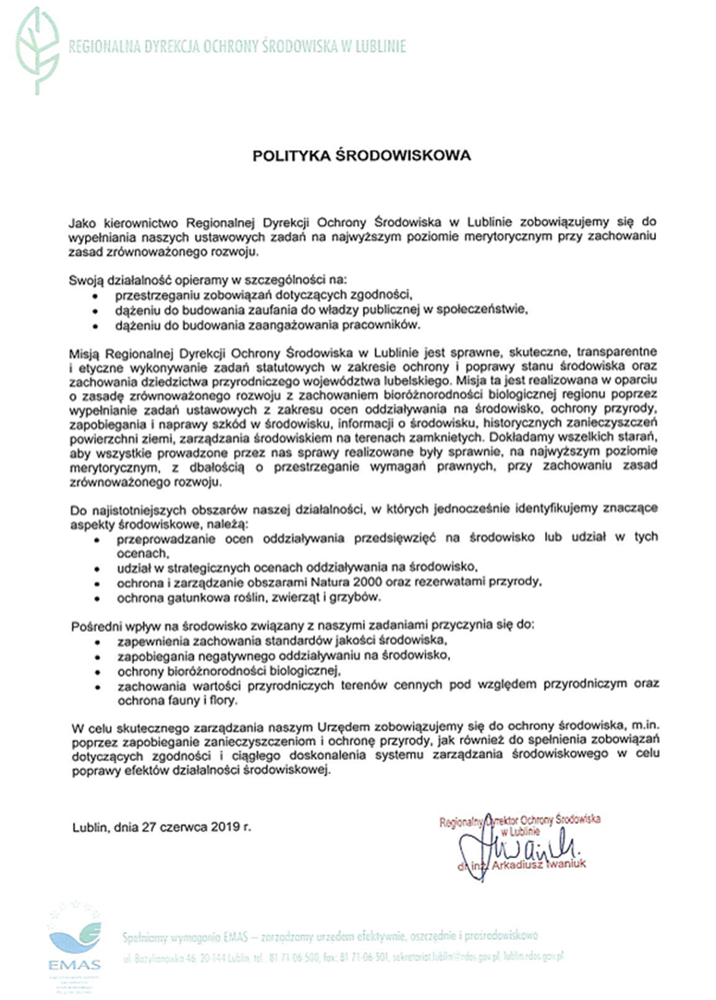 REGIONALNA DYREKCJA OCHRONY ŚRODOWISKA W LUBLINIE
POLITYKA ŚRODOWISKOWA
Jako kierownictwo Regionalnej Dyrekcji Ochrony Środowiska w Lublinie zobowiązujemy się do
wypełniania naszych ustawowych zadań na najwyższym poziomie merytorycznym przy zachowaniu
zasad zrównoważonego rozwoju.
Swoją działalność opieramy w szczególności na:
• przestrzeganiu zobowiązań dotyczących zgodności,
• dążeniu do budowania zaufania do władzy publicznej w społeczeństwie,
• dążeniu do budowania zaangażowania pracowników.
Misją Regionalnej Dyrekcji Ochrony Środowiska w Lublinie jest sprawne, skuteczne, transparentne
i etyczne wykonywanie zadań statutowych w zakresie ochrony i poprawy stanu środowiska oraz
zachowania dziedzictwa przyrodniczego województwa lubelskiego. Misja ta jest realizowana w oparciu
o zasadę zrównoważonego rozwoju z zachowaniem bioróżnorodności biologicznej regionu poprzez
wypełnianie zadań ustawowych z zakresu ocen oddziaływania na środowisko, ochrony przyrody,
zapobiegania i naprawy szkód w środowisku, informacji o środowisku, historycznych zanieczyszczeń
powierzchni ziemi, zarządzania środowiskiem na terenach zamkniętych. Dokładamy wszelkich starań,
aby wszystkie prowadzone przez nas sprawy realizowane były sprawnie, na najwyższym poziomie
merytorycznym, z dbałością o przestrzeganie wymagań prawnych, przy zachowaniu zasad
zrównoważonego rozwoju.
Do najistotniejszych obszarów naszej działalności, w których jednocześnie identyfikujemy znaczące
aspekty środowiskowe, należą:
• przeprowadzanie ocen oddziaływania przedsięwzięć na środowisko lub udział w tych
ocenach,
• udział w strategicznych ocenach oddziaływania na środowisko,
• ochrona i zarządzanie obszarami Natura 2000 oraz rezerwatami przyrody,
• ochrona gatunkowa roślin, zwierząt i grzybów.
Pośredni wpływ na środowisko związany z naszymi zadaniami przyczynia się do:
• zapewnienia zachowania standardów jakości środowiska,
• zapobiegania negatywnego oddziaływaniu na środowisko,
• ochrony bioróżnorodności biologicznej,
• zachowania wartości przyrodniczych terenów cennych pod względem przyrodniczym oraz
ochrona fauny i flory.
W celu skutecznego zarządzania naszym Urzędem zobowiązujemy się do ochrony środowiska, m.in.
poprzez zapobieganie zanieczyszczeniom i ochronę przyrody, jak również do spełnienia zobowiązań
dotyczących zgodności i ciągłego doskonalenia systemu zarządzania środowiskowego w celu
poprawy efektów działalności środowiskowej.
Lublin, dnia 27 czerwca 2019 r.
Regionalny Dyrektor Ochrony Środowiska
w Lublinie
dr inż. Arkadiusz Iwaniuk
Spełniamy wymagania EMAS – zarządzamy urzędem efektywnie, oszczędnie i prośrodowiskowo
ul. Bazylianówka 46, 20-144 Lublin, tel.: 81 71-06-500, fax: 81 71-06-501, sekretariat.lublin@rdos.gov.pl, lublin.rdos.gov.pl
EMAS